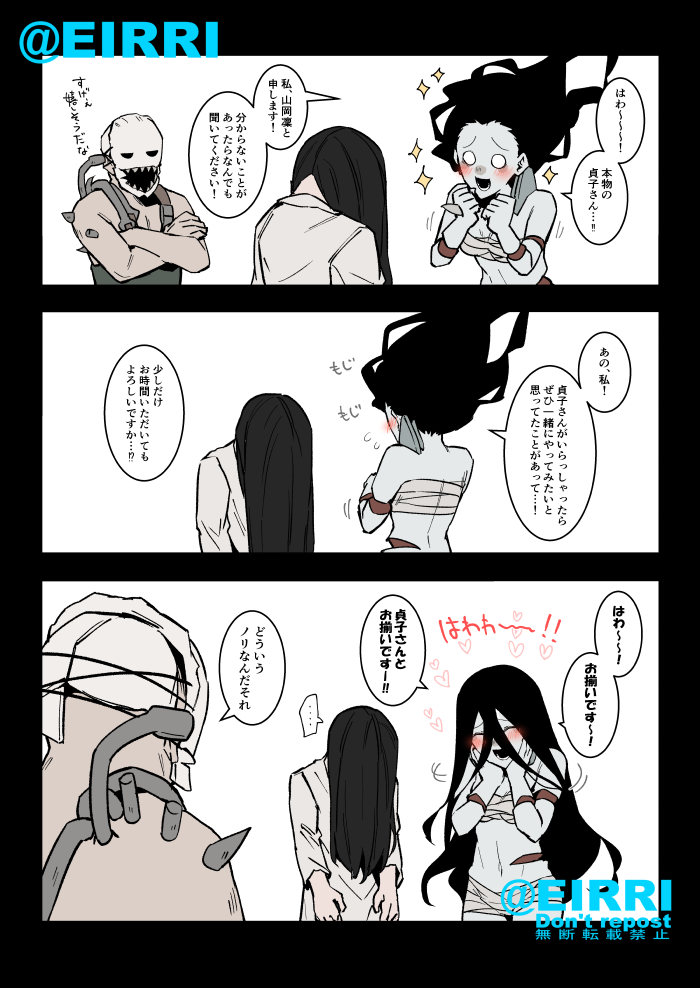 @EIRRI
はわ〜〜〜!
本物の
貞子さん…!!
私、山岡凜と
申します!
分からないことが
あったらなんでも
聞いてください!
すげぇ
嬉しそうだな
あの、私!
貞子さんがいらっしゃったら
ぜひ一緒にやってみたいと
思ってたことがあって…!
もじ
もじ
少しだけ
お時間いただいても
よろしいですか…!?
はわ〜〜!
お揃いです〜!
はわわ〜〜!!
貞子さんと
お揃いですー!!
....
どういう
ノリなんだそれ
@EIRRI
Don't repost
無断転載禁止